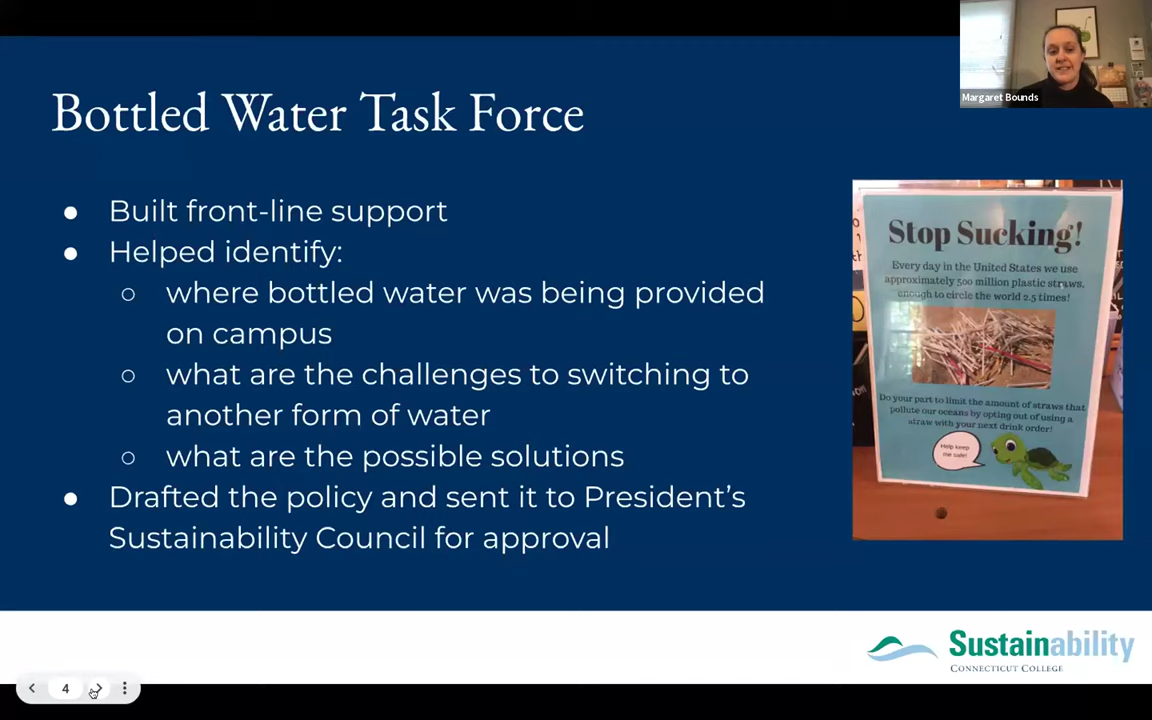 Bottled Water Task Force
Margaret Bounds
● Built front-line support
● Helped identify:
○ where bottled water was being provided
on campus
○ what are the challenges to switching to
another form of water
○ what are the possible solutions
● Drafted the policy and sent it to President’s
Sustainability Council for approval
Stop Sucking!
Every day in the United States we use
approximately 500 million plastic straws,
enough to circle the world 2.5 times!
Do your part to limit the amount of straws that
pollute our oceans by opting out of using a
straw with your next drink order!
Help keep
me safe!
Sustainability
CONNECTICUT COLLEGE
4